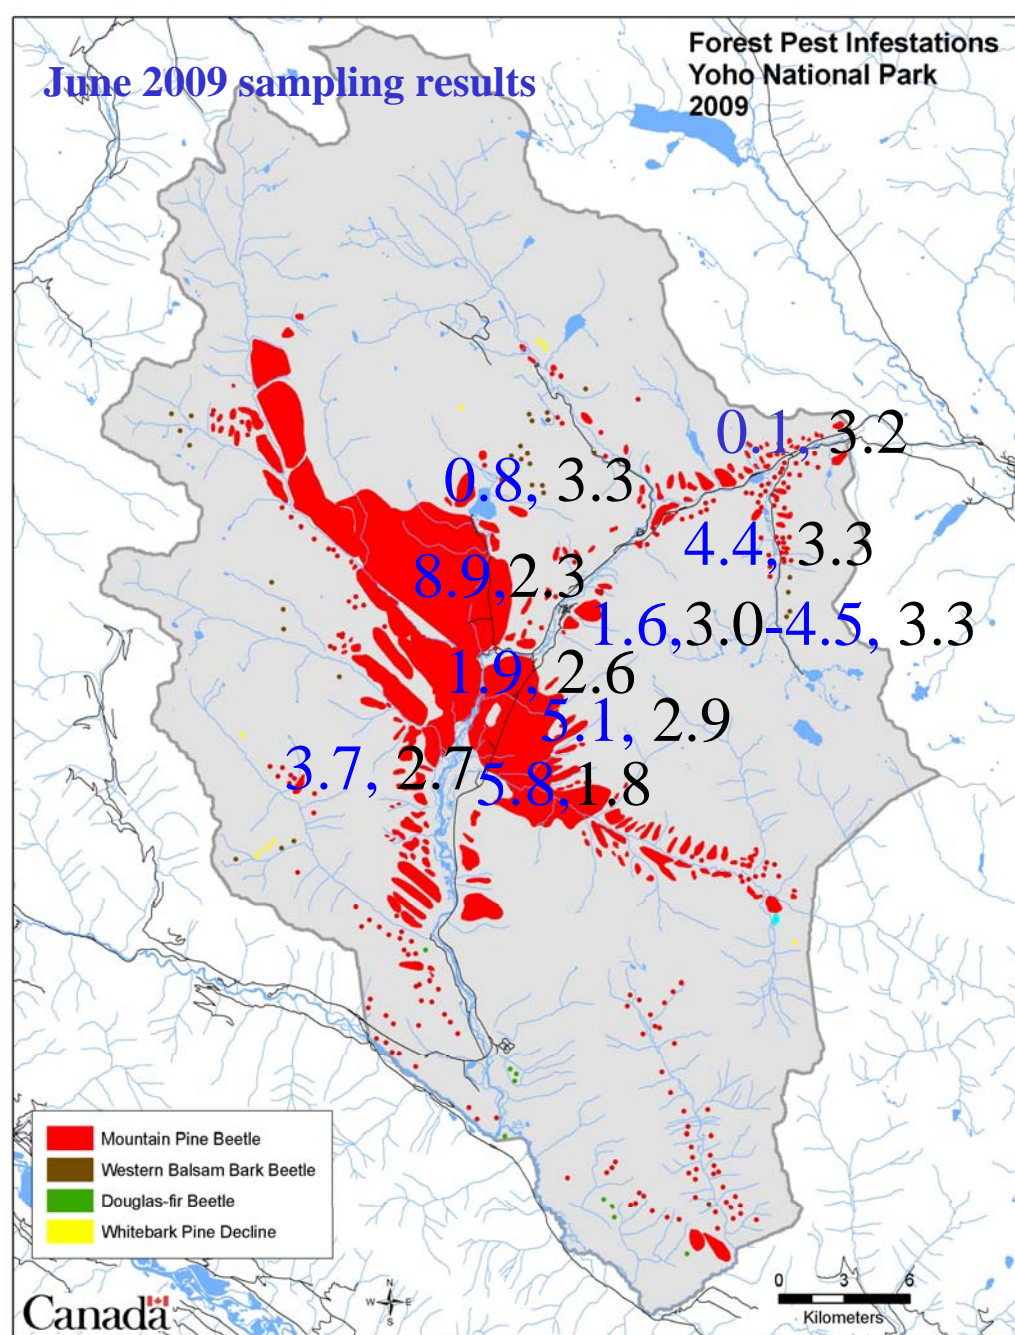 Forest Pest Infestations
Yoho National Park
2009
June 2009 sampling results
0.1, 3.2
0.8, 3.3
4.4, 3.3
8.9,2.3
1.6,3.0-4.5, 3.3
1.9, 2.6
5.1, 2.9
3.7, 2.7
5.8,1.8
Mountain Pine Beetle
Western Balsam Bark Beetle
Douglas-fir Beetle
Whitebark Pine Decline
Canada
N
W E
S
0 3 6
Kilometers